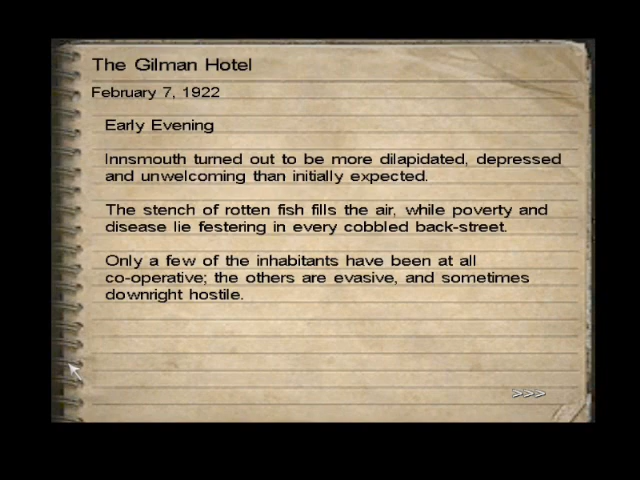 The Gilman Hotel
February 7, 1922
Early Evening
Innsmouth turned out to be more dilapidated, depressed
and unwelcoming than initially expected.
The stench of rotten fish fills the air, while poverty and
disease lie festering in every cobbled back-street.
Only a few of the inhabitants have been at all
co-operative; the others are evasive, and sometimes
downright hostile.
>>>